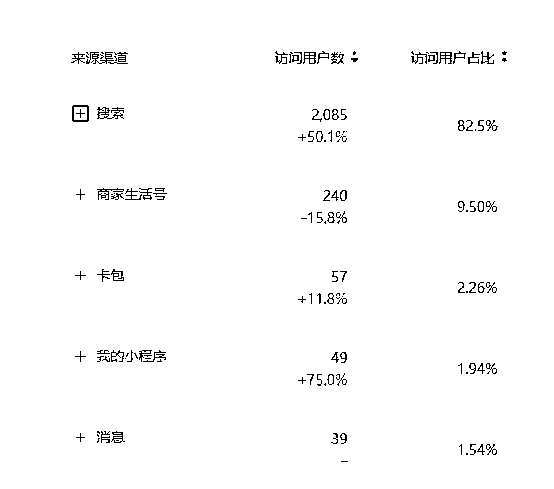 来源渠道 访问用户数 访问用户占比
搜索 2,085 82.5%
+50.1%
商家生活号 240 9.50%
-15.8%
卡包 57 2.26%
+11.8%
我的小程序 49 1.94%
+75.0%
消息 39 1.54%
–